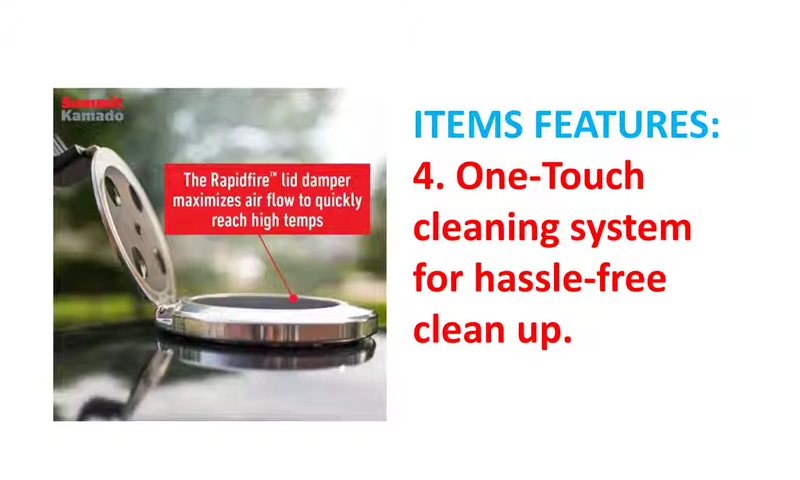 Summit
Kamado
The Rapidfire™ lid damper
maximizes air flow to quickly
reach high temps
ITEMS FEATURES:
4. One-Touch
cleaning system
for hassle-free
clean up.